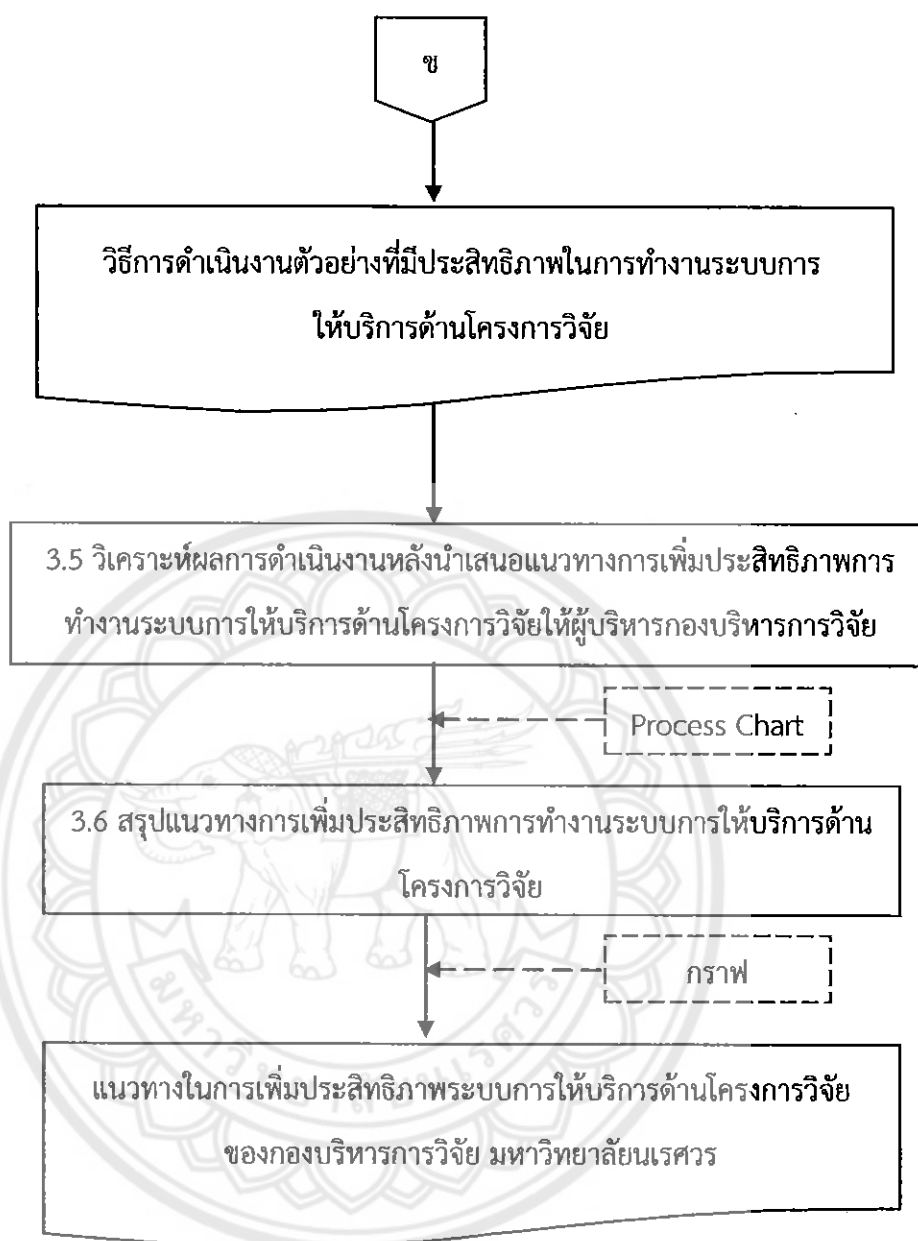 ช
วิธีการดำเนินงานตัวอย่างที่มีประสิทธิภาพในการทำงานระบบการ
ให้บริการด้านโครงการวิจัย
3.5 วิเคราะห์ผลการดำเนินงานหลังนำเสนอแนวทางการเพิ่มประสิทธิภาพการ
ทำงานระบบการให้บริการด้านโครงการวิจัยให้ผู้บริหารกองบริหารการวิจัย
Process Chart
3.6 สรุปแนวทางการเพิ่มประสิทธิภาพการทำงานระบบการให้บริการด้าน
โครงการวิจัย
กราฟ
แนวทางในการเพิ่มประสิทธิภาพระบบการให้บริการด้านโครงการวิจัย
ของกองบริหารการวิจัย มหาวิทยาลัยนเรศวร
มหาวิทยาลัยนเรศวร